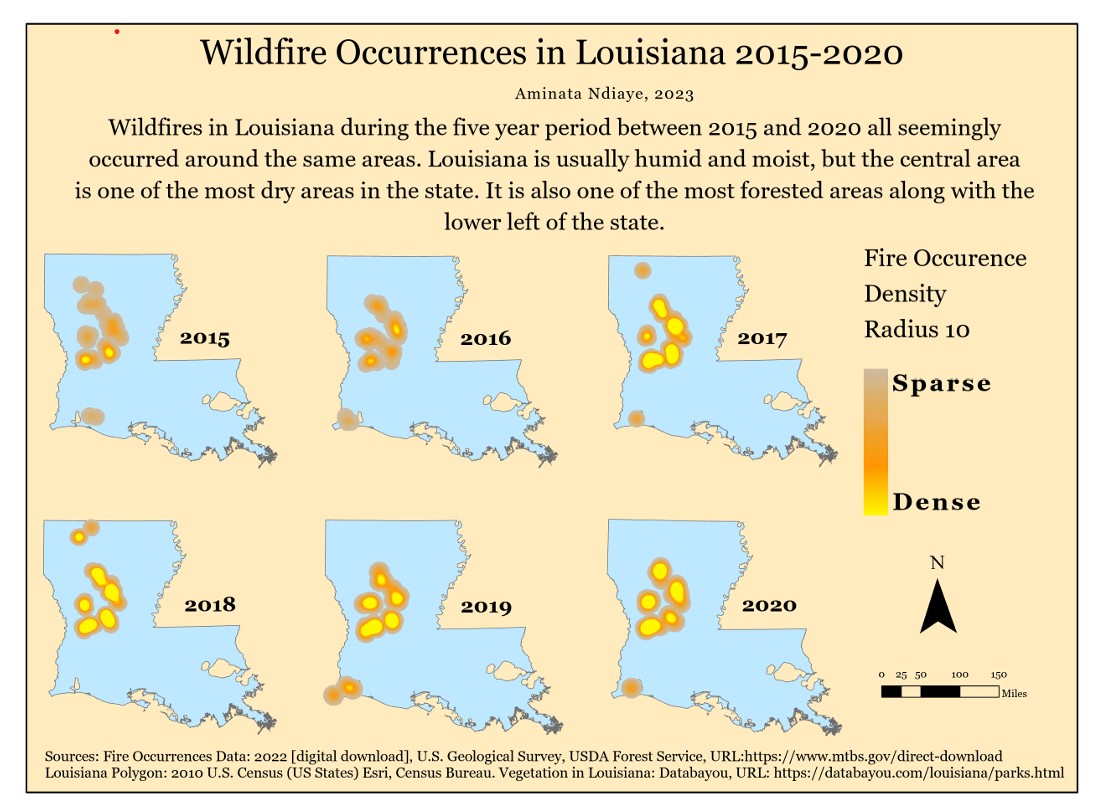 Wildfire Occurrences in Louisiana 2015-2020
Aminata Ndiaye, 2023
Wildfires in Louisiana during the five year period between 2015 and 2020 all seemingly
occurred around the same areas. Louisiana is usually humid and moist, but the central area
is one of the most dry areas in the state. It is also one of the most forested areas along with the
lower left of the state.
2015
2016
2017
Fire Occurence
Density
Radius 10
Sparse
Dense
2018
2019
2020
N
0 25 50 100 150
Miles
Sources: Fire Occurrences Data: 2022 [digital download], U.S. Geological Survey, USDA Forest Service, URL:https://www.mtbs.gov/direct-download
Louisiana Polygon: 2010 U.S. Census (US States) Esri, Census Bureau. Vegetation in Louisiana: Databayou, URL: https://databayou.com/louisiana/parks.html